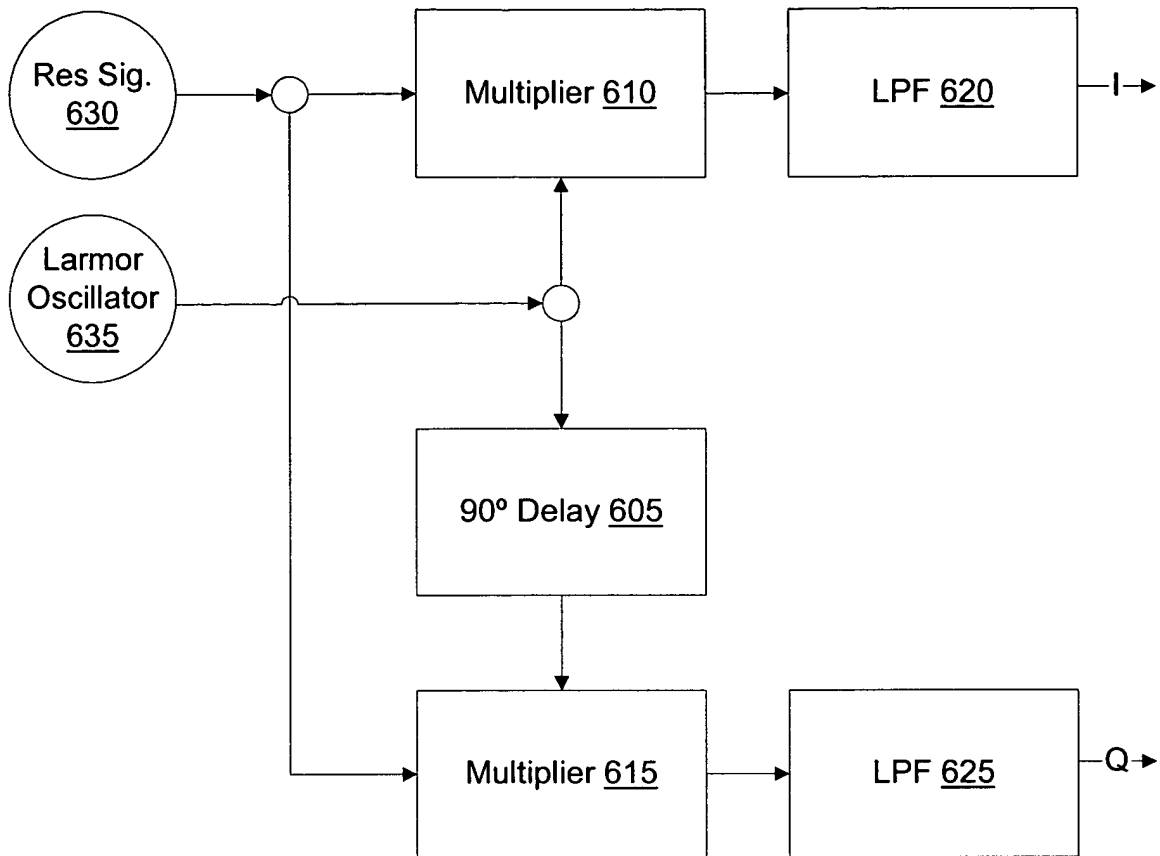 Res Sig.
630
Multiplier 610
LPF 620
I
Larmor
Oscillator
635
90º Delay 605
Multiplier 615
LPF 625
Q